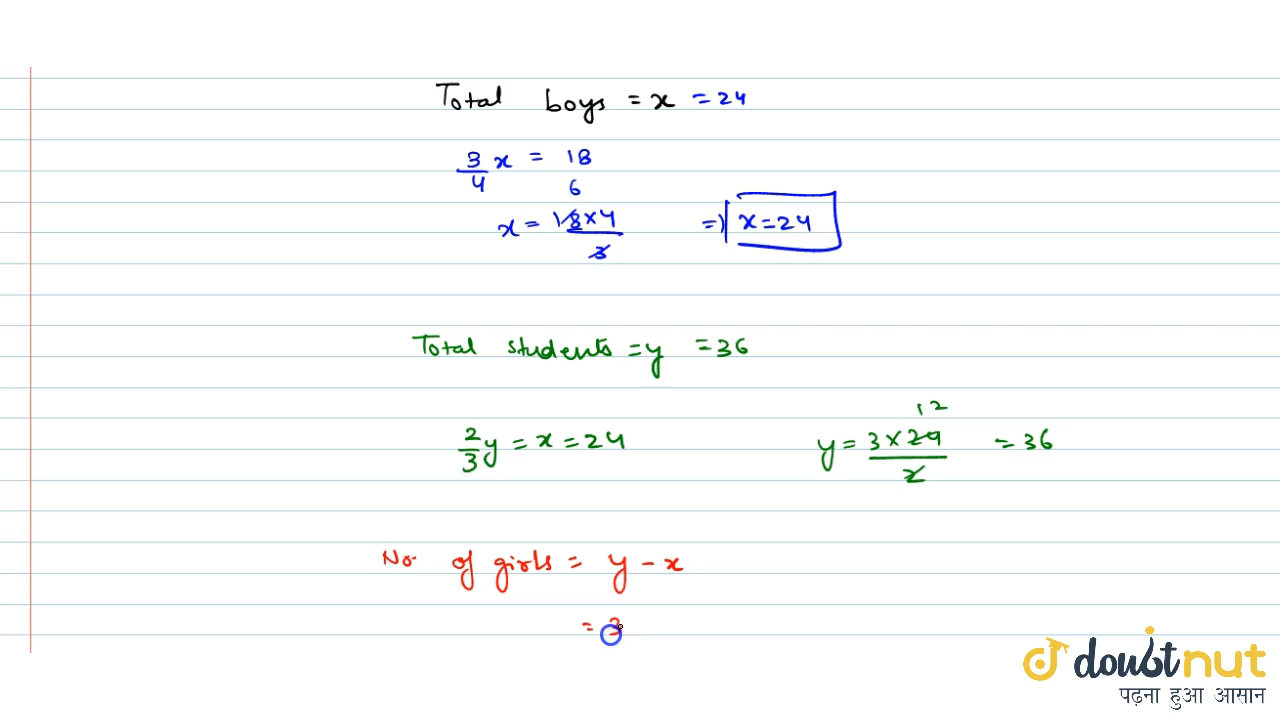 Total boys = x = 24
3/4 x = 18
6
x = 18×4/3 => x = 24
Total students = y = 36
12
2/3 y = x = 24 y = 3×24/2 = 36
No. of girls = y - x
= 3
doubtnut
पढ़ना हुआ आसान